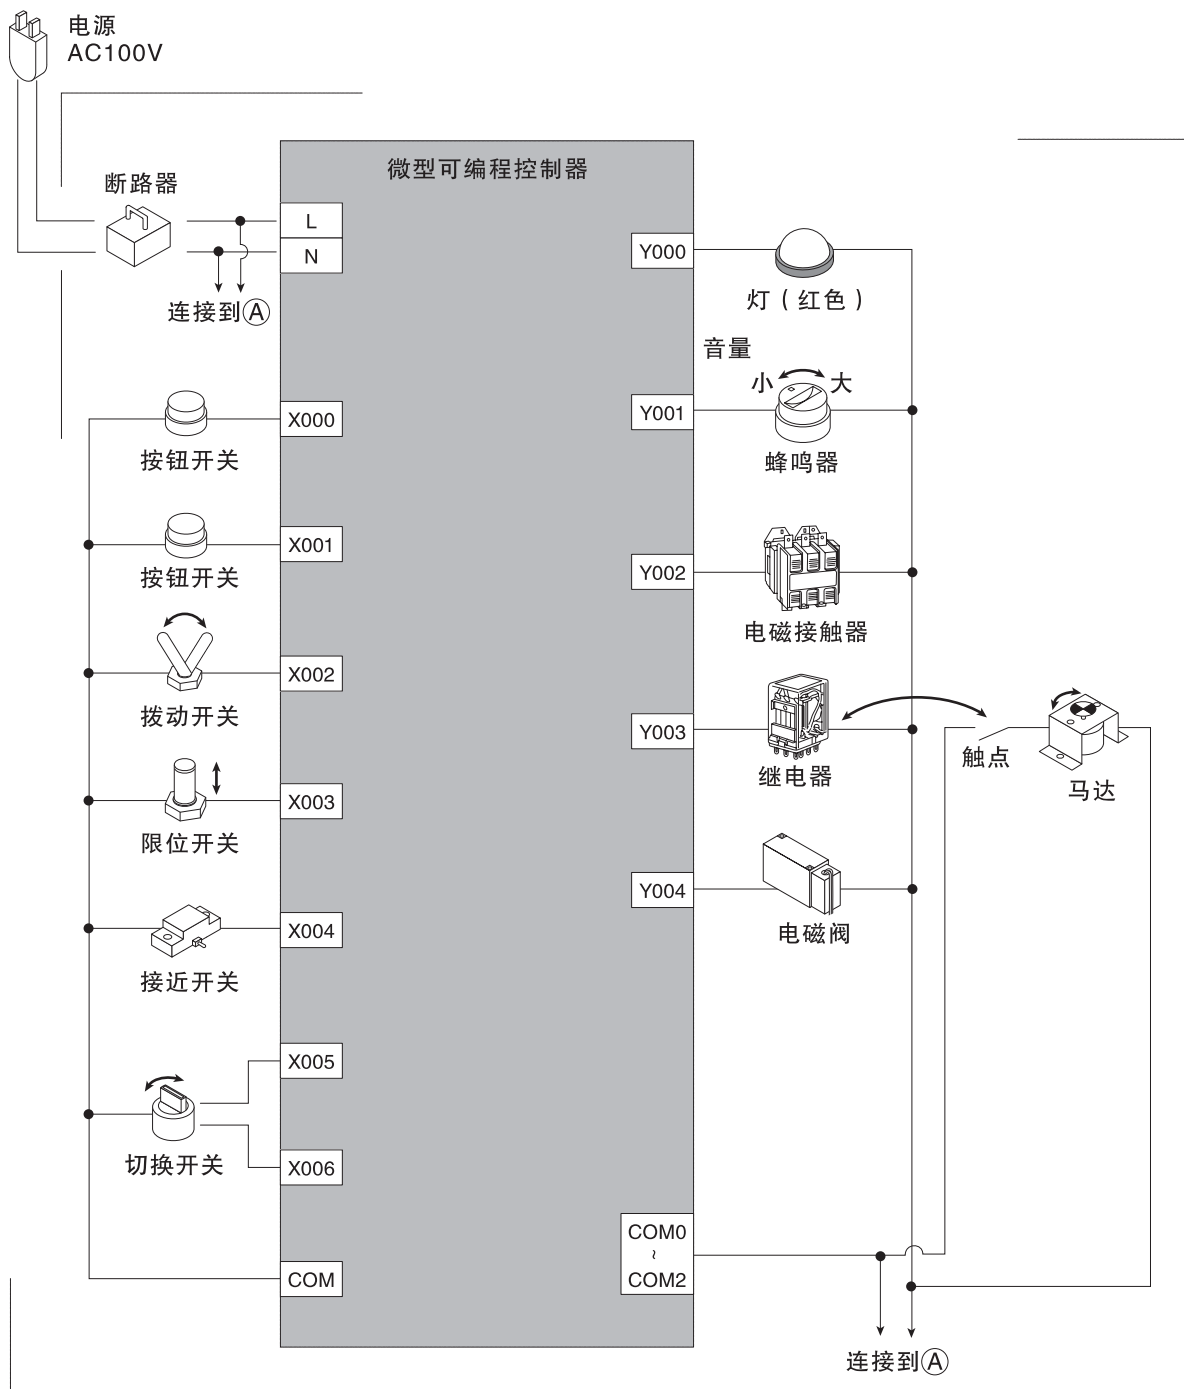 电源
AC100V
微型可编程控制器
断路器
L
N
连接到Ⓐ
X000
按钮开关
X001
按钮开关
X002
拨动开关
X003
限位开关
X004
接近开关
X005
切换开关
X006
COM
Y000
灯（红色）
音量
小 大
Y001
蜂鸣器
Y002
电磁接触器
Y003
继电器
触点
马达
Y004
电磁阀
COM0
~
COM2
连接到Ⓐ